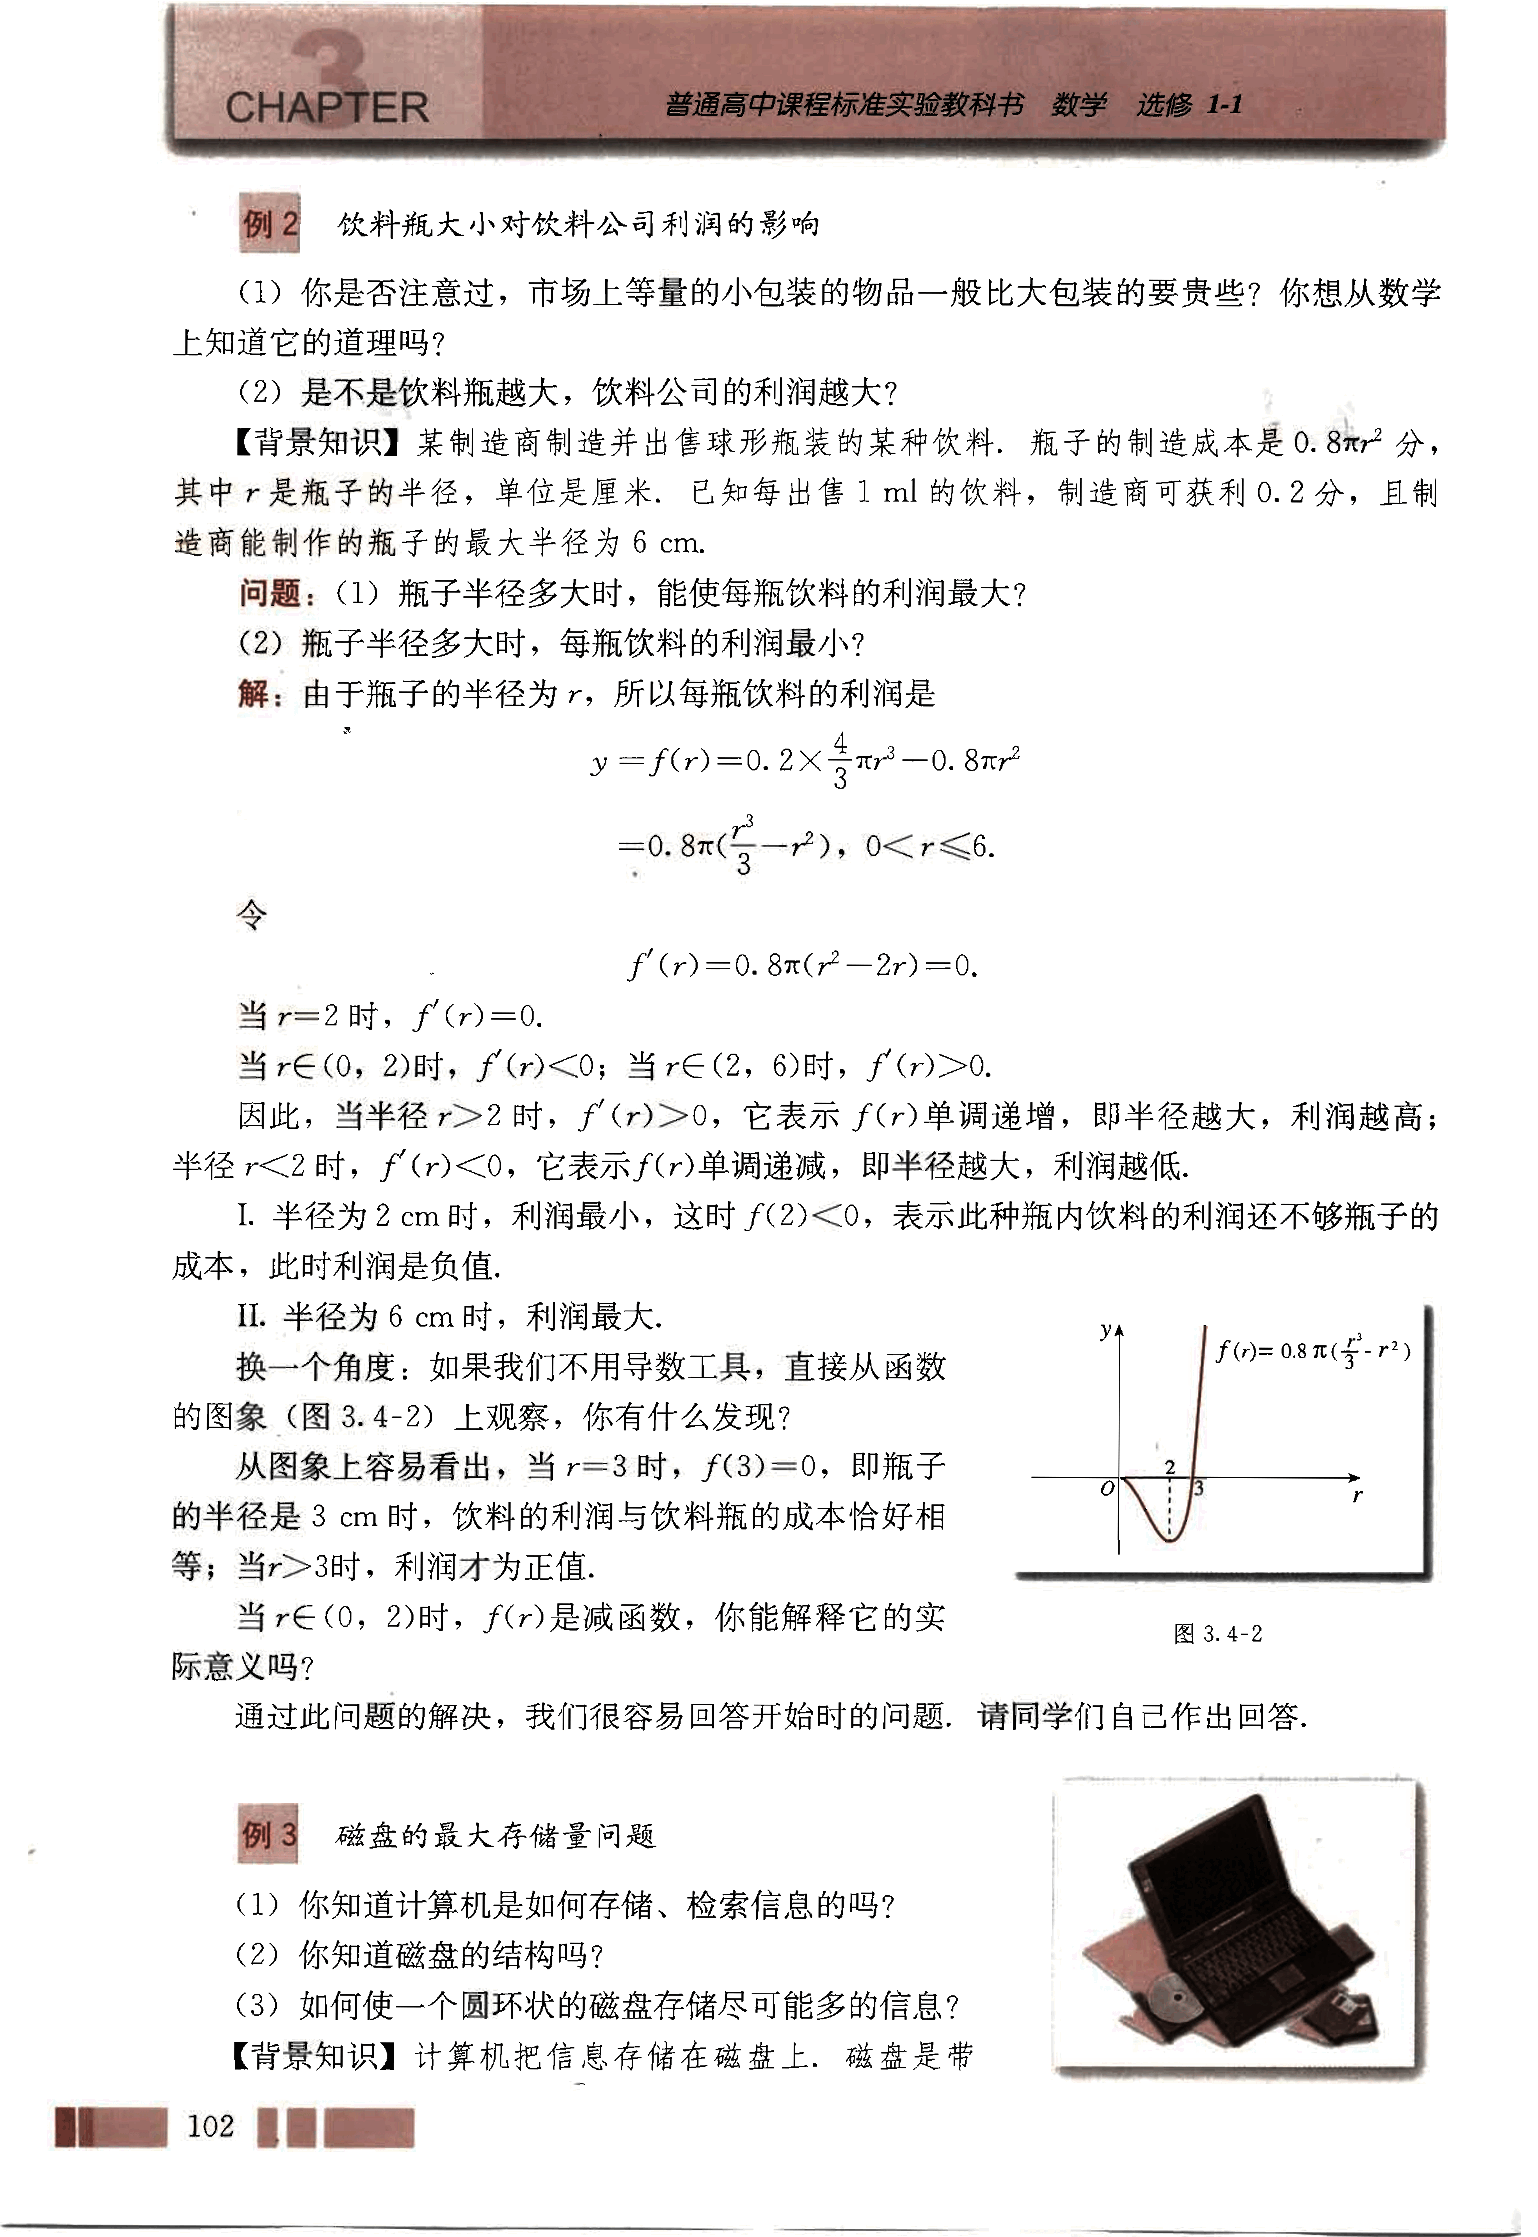 3
CHAPTER
普通高中课程标准实验教科书 数学 选修 1-1
例 2 饮料瓶大小对饮料公司利润的影响
（1）你是否注意过，市场上等量的小包装的物品一般比大包装的要贵些？你想从数学
上知道它的道理吗？
（2）是不是饮料瓶越大，饮料公司的利润越大？
【背景知识】某制造商制造并出售球形瓶装的某种饮料．瓶子的制造成本是 0.8πr² 分，
其中 r 是瓶子的半径，单位是厘米．已知每出售 1 ml 的饮料，制造商可获利 0.2 分，且制
造商能制作的瓶子的最大半径为 6 cm.
问题：（1）瓶子半径多大时，能使每瓶饮料的利润最大？
（2）瓶子半径多大时，每瓶饮料的利润最小？
解：由于瓶子的半径为 r，所以每瓶饮料的利润是
y=f(r)=0.2×4/3πr³−0.8πr²
=0.8π(r³/3−r²)，0<r≤6.
令
f′(r)=0.8π(r²−2r)=0.
当 r=2 时，f′(r)=0.
当 r∈(0，2)时，f′(r)<0；当 r∈(2，6)时，f′(r)>0.
因此，当半径 r>2 时，f′(r)>0，它表示 f(r)单调递增，即半径越大，利润越高；
半径 r<2 时，f′(r)<0，它表示 f(r)单调递减，即半径越大，利润越低.
I. 半径为 2 cm 时，利润最小，这时 f(2)<0，表示此种瓶内饮料的利润还不够瓶子的
成本，此时利润是负值.
II. 半径为 6 cm 时，利润最大.
换一个角度：如果我们不用导数工具，直接从函数
的图象（图 3.4-2）上观察，你有什么发现？
从图象上容易看出，当 r=3 时，f(3)=0，即瓶子
的半径是 3 cm 时，饮料的利润与饮料瓶的成本恰好相
等；当r>3时，利润才为正值.
当 r∈(0，2)时，f(r)是减函数，你能解释它的实
际意义吗？
y
f(r)=0.8π(r³/3-r²)
2
O
3
r
图 3.4-2
通过此问题的解决，我们很容易回答开始时的问题．请同学们自己作出回答.
例 3 磁盘的最大存储量问题
（1）你知道计算机是如何存储、检索信息的吗？
（2）你知道磁盘的结构吗？
（3）如何使一个圆环状的磁盘存储尽可能多的信息？
【背景知识】计算机把信息存储在磁盘上．磁盘是带
102